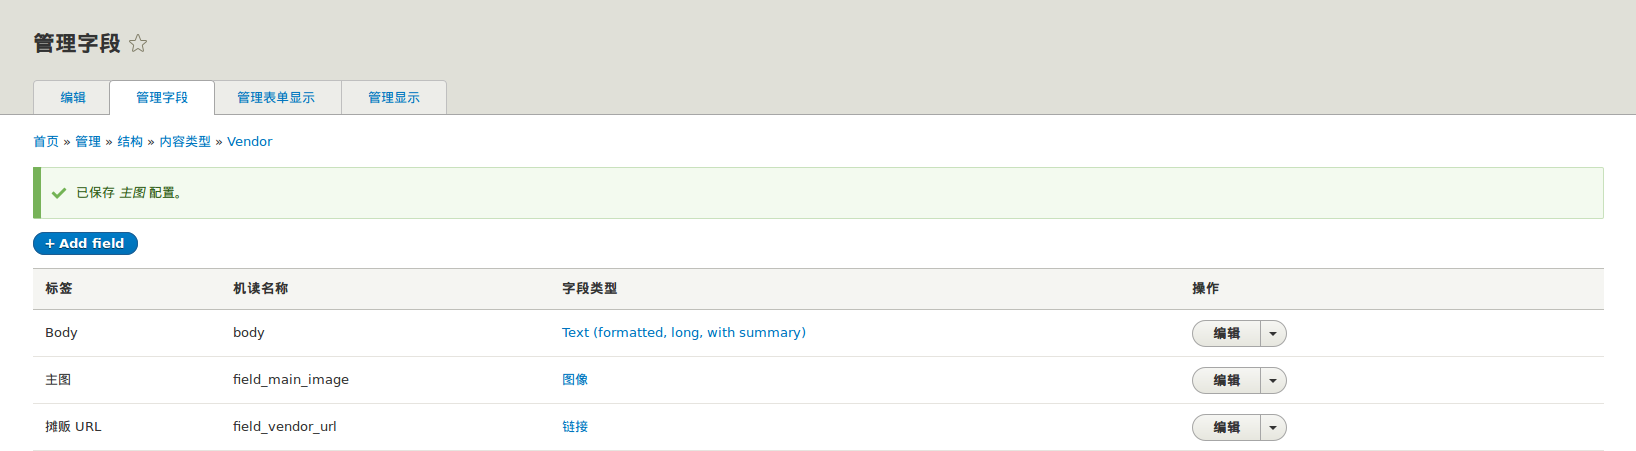 管理字段
编辑 管理字段 管理表单显示 管理显示
首页 » 管理 » 结构 » 内容类型 » Vendor
已保存 主图 配置。
+ Add field
标签 机读名称 字段类型 操作
Body body Text (formatted, long, with summary) 编辑
主图 field_main_image 图像 编辑
摊贩 URL field_vendor_url 链接 编辑